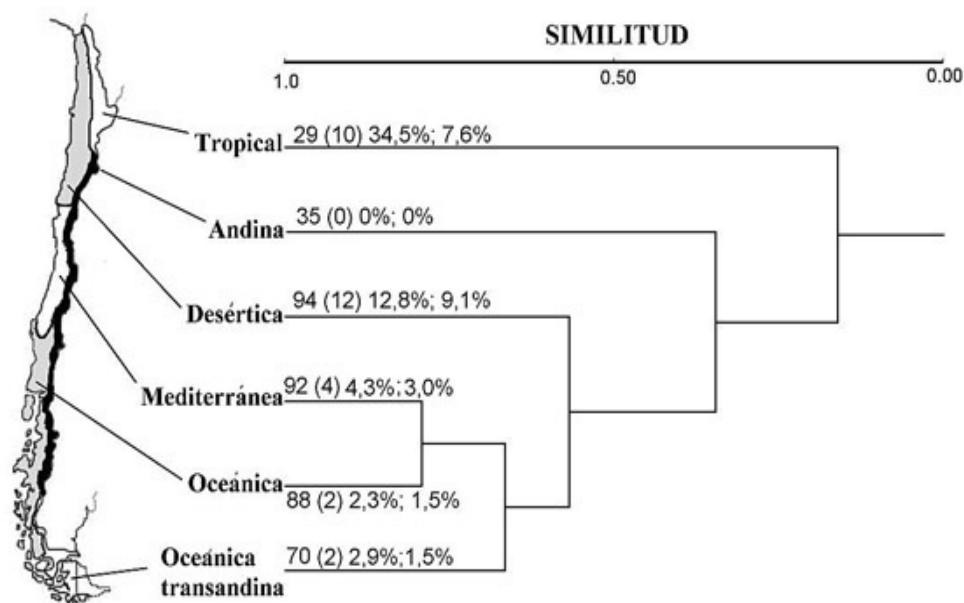 SIMILITUD
1.0 0.50 0.00
Tropical 29 (10) 34,5%; 7,6%
Andina 35 (0) 0%; 0%
Desértica 94 (12) 12,8%; 9,1%
Mediterránea 92 (4) 4,3%; 3,0%
Oceánica 88 (2) 2,3%; 1,5%
Oceánica 70 (2) 2,9%; 1,5%
transandina